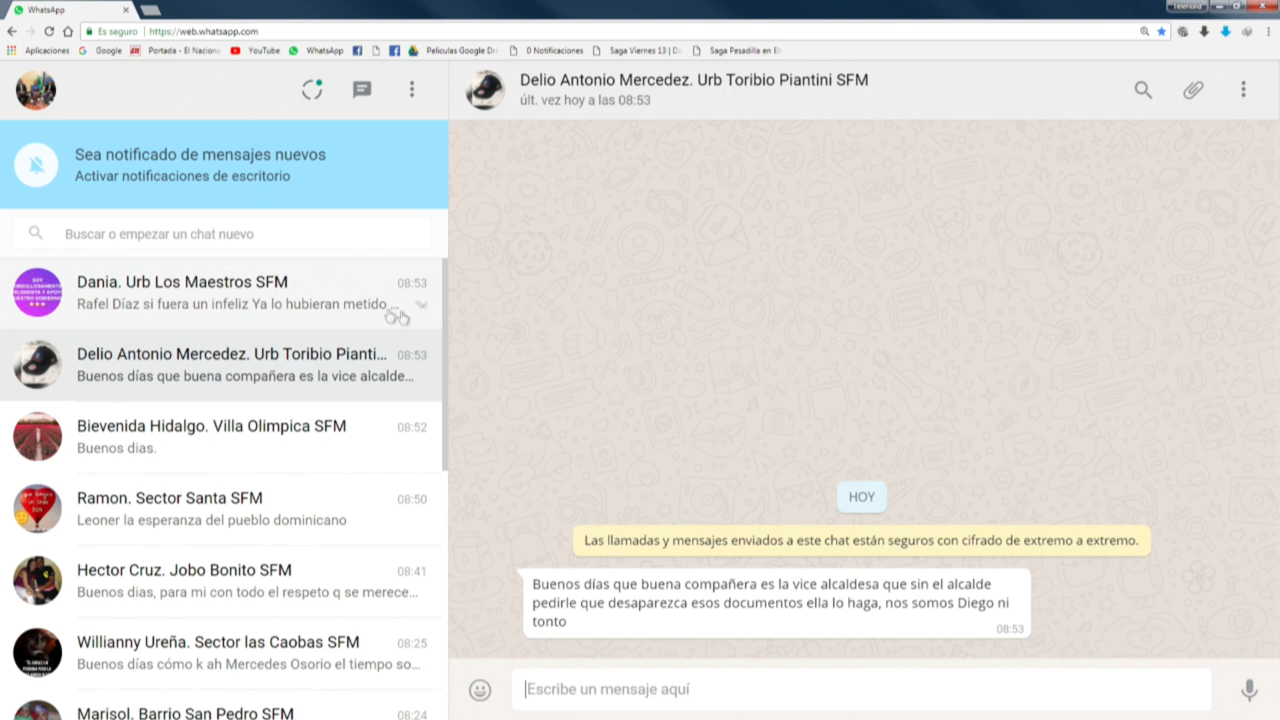 WhatsApp
Telenord
Es seguro
https://web.whatsapp.com
Aplicaciones
Google
Portada - El Naciona
YouTube
WhatsApp
Peliculas Google Dri
0 Notificaciones
Saga Viernes 13 | Do
Saga Pesadilla en El
Delio Antonio Mercedez. Urb Toribio Piantini SFM
últ. vez hoy a las 08:53
Sea notificado de mensajes nuevos
Activar notificaciones de escritorio
Buscar o empezar un chat nuevo
Dania. Urb Los Maestros SFM
08:53
Rafel Díaz si fuera un infeliz Ya lo hubieran metido ...
Delio Antonio Mercedez. Urb Toribio Pianti...
08:53
Buenos días que buena compañera es la vice alcalde...
Bievenida Hidalgo. Villa Olimpica SFM
08:52
Buenos dias.
Ramon. Sector Santa SFM
08:50
Leoner la esperanza del pueblo dominicano
Hector Cruz. Jobo Bonito SFM
08:41
Buenos dias, para mi con todo el respeto q se merece...
Willianny Ureña. Sector las Caobas SFM
08:25
Buenos días cómo k ah Mercedes Osorio el tiempo so...
Marisol. Barrio San Pedro SFM
08:24
HOY
Las llamadas y mensajes enviados a este chat están seguros con cifrado de extremo a extremo.
Buenos días que buena compañera es la vice alcaldesa que sin el alcalde
pedirle que desaparezca esos documentos ella lo haga, nos somos Diego ni
tonto
08:53
Escribe un mensaje aquí